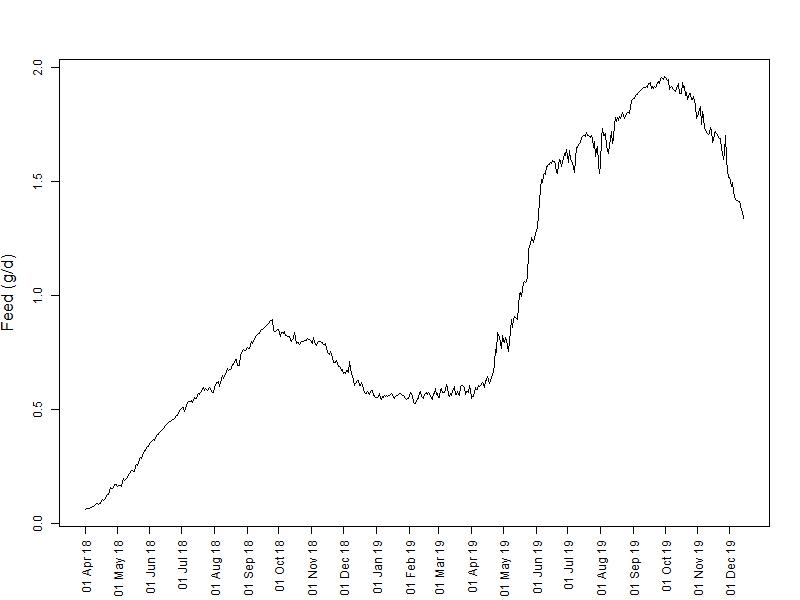 Feed (g/d)
2.0
1.5
1.0
0.5
0.0
01 Apr 18
01 May 18
01 Jun 18
01 Jul 18
01 Aug 18
01 Sep 18
01 Oct 18
01 Nov 18
01 Dec 18
01 Jan 19
01 Feb 19
01 Mar 19
01 Apr 19
01 May 19
01 Jun 19
01 Jul 19
01 Aug 19
01 Sep 19
01 Oct 19
01 Nov 19
01 Dec 19